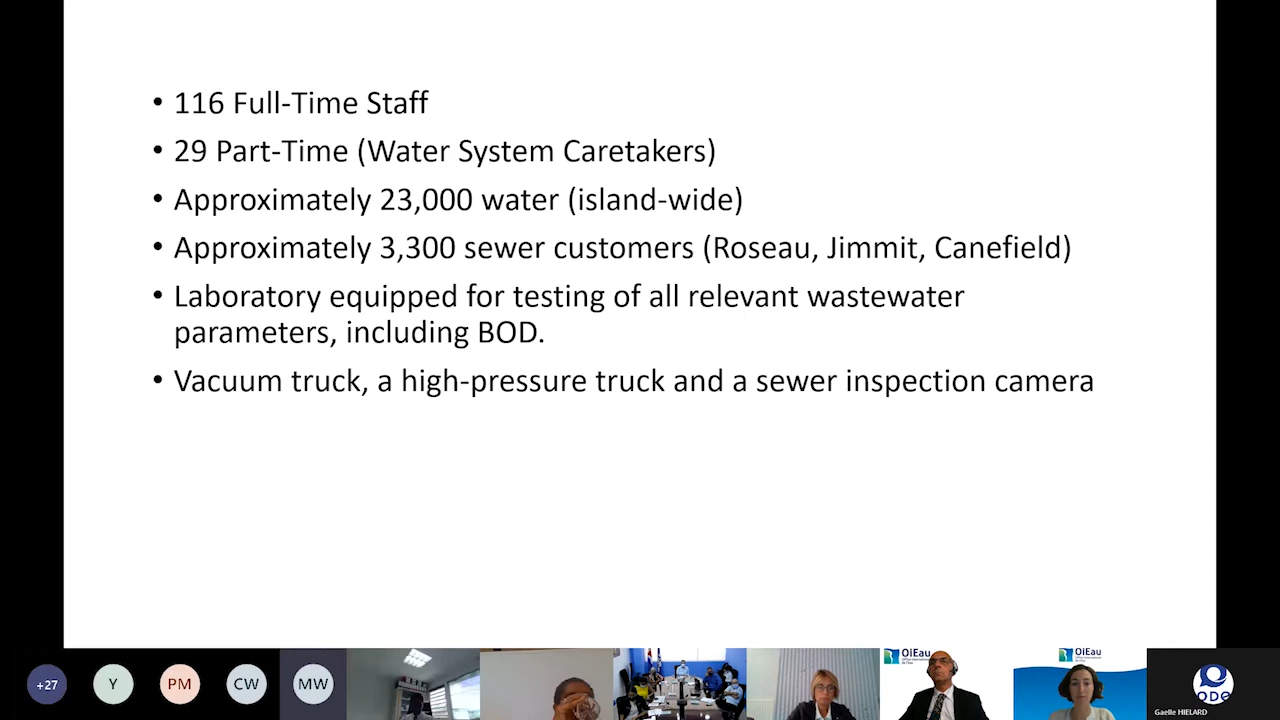 • 116 Full-Time Staff
• 29 Part-Time (Water System Caretakers)
• Approximately 23,000 water (island-wide)
• Approximately 3,300 sewer customers (Roseau, Jimmit, Canefield)
• Laboratory equipped for testing of all relevant wastewater
parameters, including BOD.
• Vacuum truck, a high-pressure truck and a sewer inspection camera
+27
Y
PM
CW
MW
OiEau
OiEau
ODE
Gaelle HIELARD